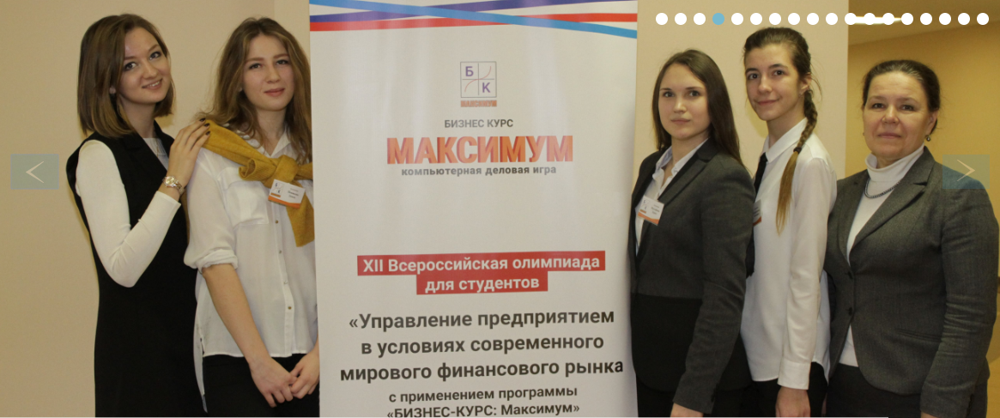 Б
К
МАКСИМУМ
БИЗНЕС КУРС
МАКСИМУМ
компьютерная деловая игра
XII Всероссийская олимпиада
для студентов
«Управление предприятием
в условиях современного
мирового финансового рынка
с применением программы
«БИЗНЕС-КУРС: Максимум»